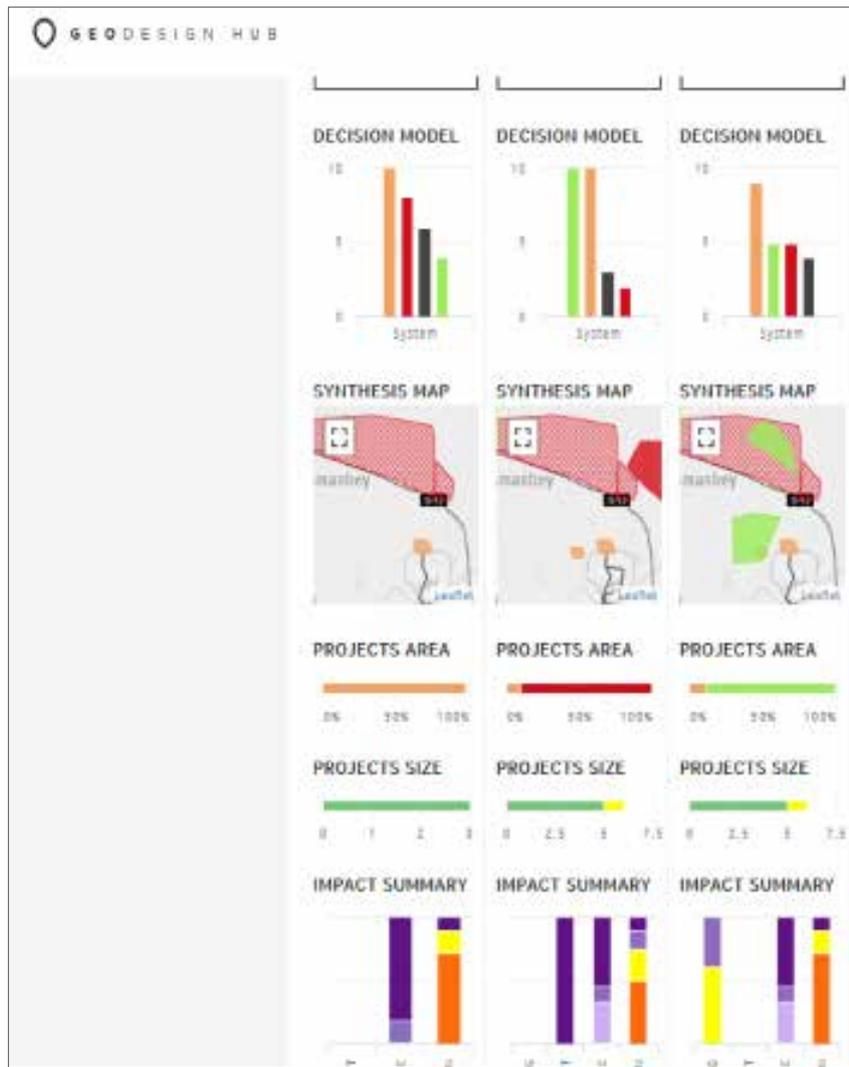 GEODESIGN HUB
DECISION MODEL DECISION MODEL DECISION MODEL
10 10 10
5 5 5
0 0 0
System System System
SYNTHESIS MAP SYNTHESIS MAP SYNTHESIS MAP
Leaflet Leaflet Leaflet
PROJECTS AREA PROJECTS AREA PROJECTS AREA
0% 50% 100% 0% 50% 100% 0% 50% 100%
PROJECTS SIZE PROJECTS SIZE PROJECTS SIZE
0 1 2 3 0 2.5 5 7.5 0 2.5 5 7.5
IMPACT SUMMARY IMPACT SUMMARY IMPACT SUMMARY